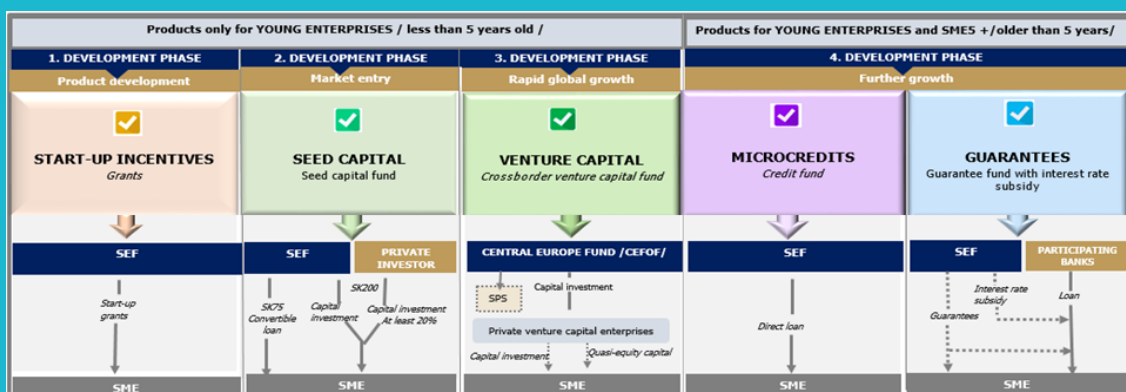 Products only for YOUNG ENTERPRISES / less than 5 years old /
Products for YOUNG ENTERPRISES and SME5 +/older than 5 years/
1. DEVELOPMENT PHASE
Product development
2. DEVELOPMENT PHASE
Market entry
3. DEVELOPMENT PHASE
Rapid global growth
4. DEVELOPMENT PHASE
Further growth
START-UP INCENTIVES
Grants
SEED CAPITAL
Seed capital fund
VENTURE CAPITAL
Crossborder venture capital fund
MICROCREDITS
Credit fund
GUARANTEES
Guarantee fund with interest rate
subsidy
SEF
Start-up
grants
SME
SEF
PRIVATE
INVESTOR
SK200
SK75
Convertible
loan
Capital
investment
Capital investment
At least 20%
SME
CENTRAL EUROPE FUND /CEFOF/
SPS
Capital investment
Private venture capital enterprises
Capital investment
Quasi-equity capital
SME
SEF
Direct loan
SME
SEF
PARTICIPATING
BANKS
Interest rate
subsidy
Loan
Guarantees
SME